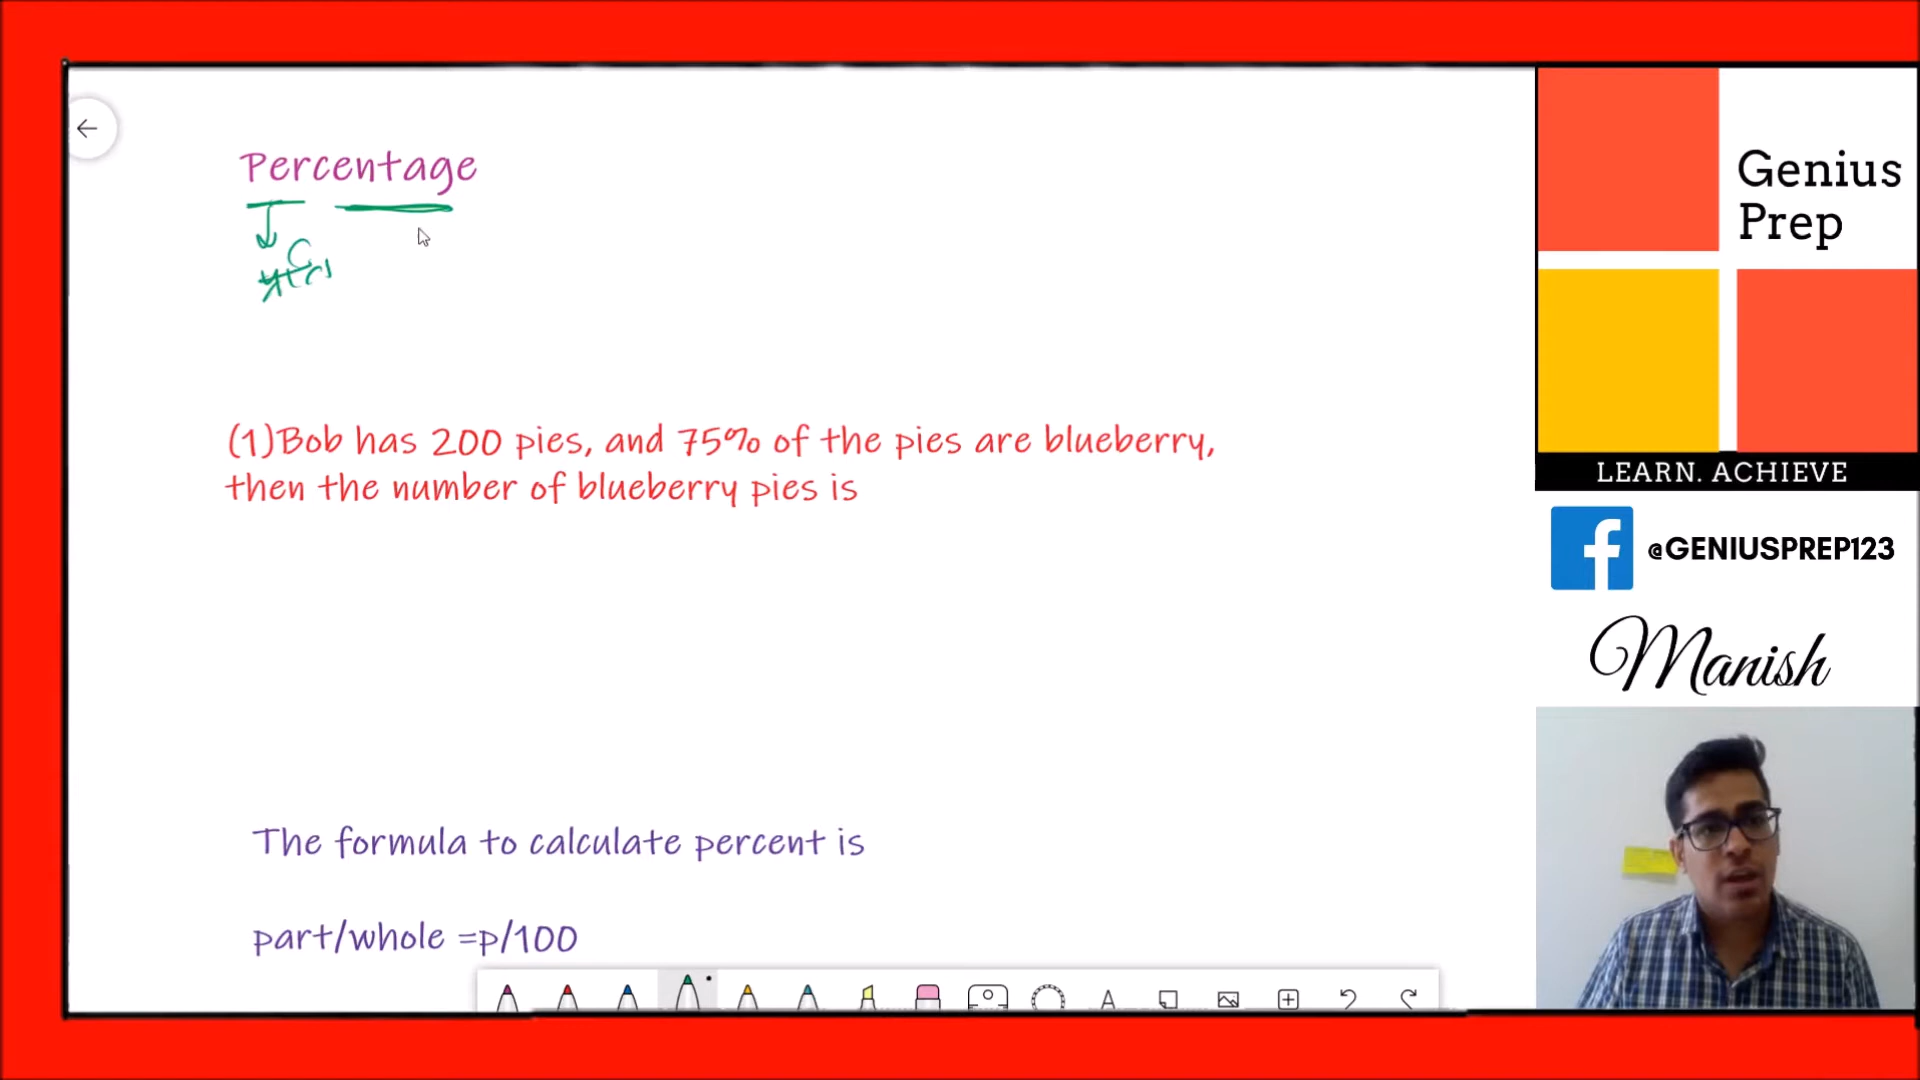 Percentage
(1)Bob has 200 pies, and 75% of the pies are blueberry,
then the number of blueberry pies is
The formula to calculate percent is
part/whole =p/100
Genius
Prep
LEARN. ACHIEVE
@GENIUSPREP123
Manish